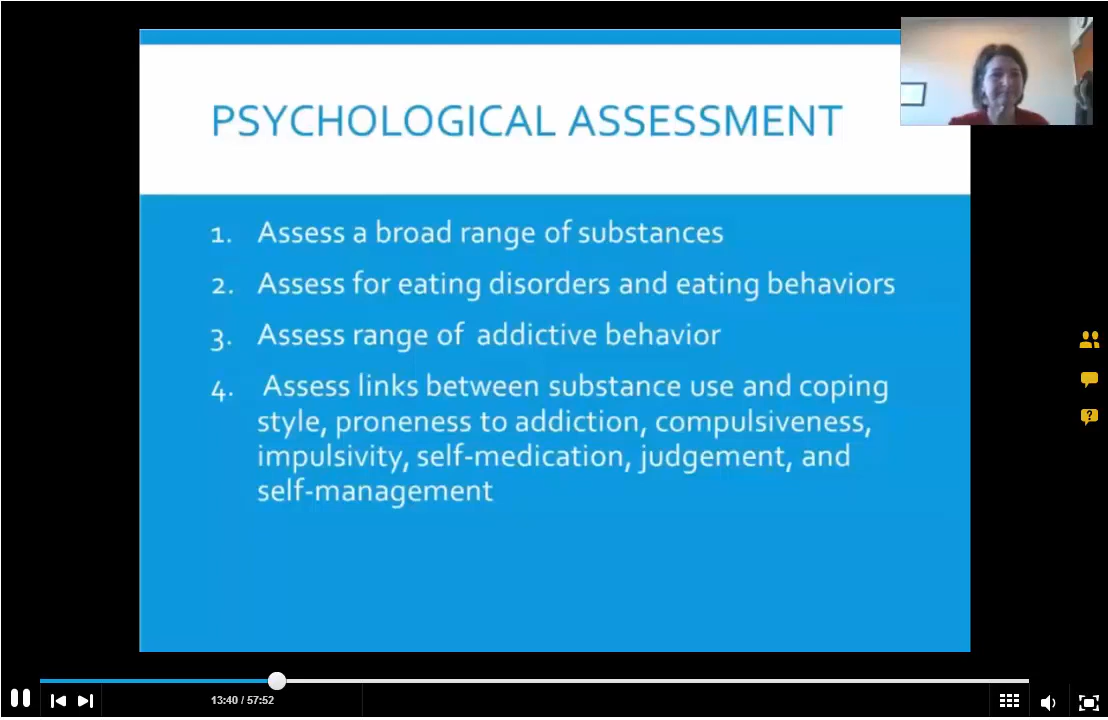 PSYCHOLOGICAL ASSESSMENT
1. Assess a broad range of substances
2. Assess for eating disorders and eating behaviors
3. Assess range of addictive behavior
4. Assess links between substance use and coping
style, proneness to addiction, compulsiveness,
impulsivity, self-medication, judgement, and
self-management
?
13:40 / 57:52